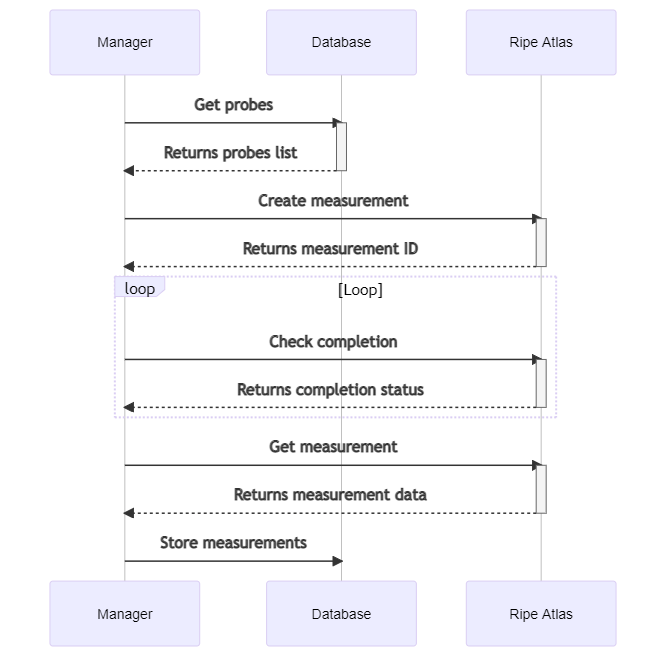 Manager
Database
Ripe Atlas
Get probes
Returns probes list
Create measurement
Returns measurement ID
loop
[Loop]
Check completion
Returns completion status
Get measurement
Returns measurement data
Store measurements
Manager
Database
Ripe Atlas